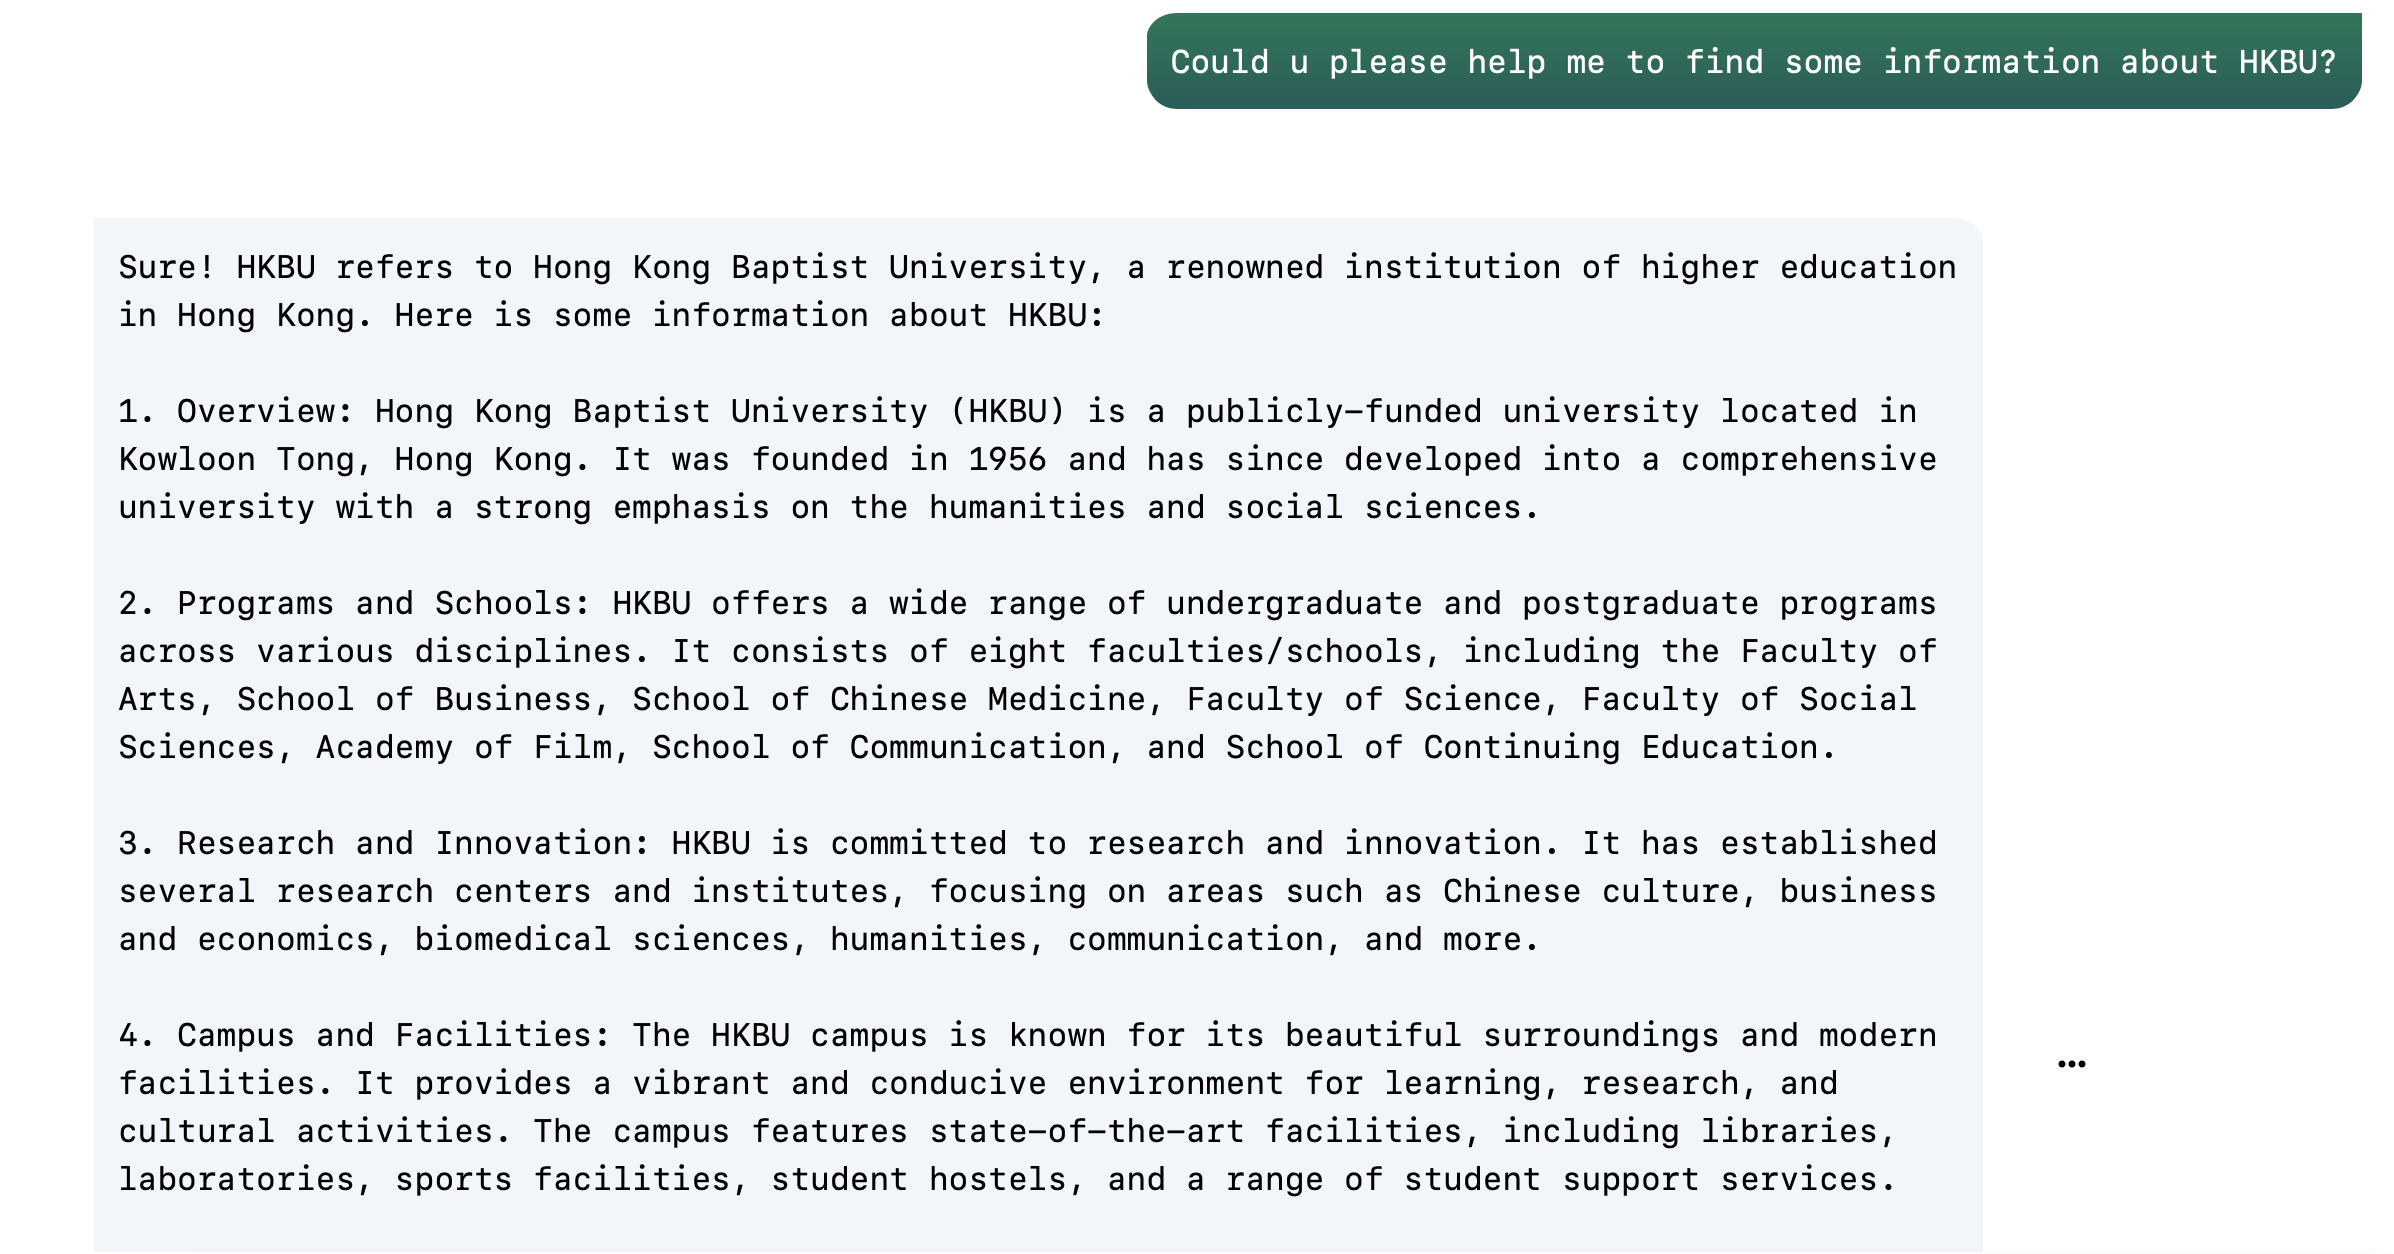 Could u please help me to find some information about HKBU?
Sure! HKBU refers to Hong Kong Baptist University, a renowned institution of higher education
in Hong Kong. Here is some information about HKBU:
1. Overview: Hong Kong Baptist University (HKBU) is a publicly-funded university located in
Kowloon Tong, Hong Kong. It was founded in 1956 and has since developed into a comprehensive
university with a strong emphasis on the humanities and social sciences.
2. Programs and Schools: HKBU offers a wide range of undergraduate and postgraduate programs
across various disciplines. It consists of eight faculties/schools, including the Faculty of
Arts, School of Business, School of Chinese Medicine, Faculty of Science, Faculty of Social
Sciences, Academy of Film, School of Communication, and School of Continuing Education.
3. Research and Innovation: HKBU is committed to research and innovation. It has established
several research centers and institutes, focusing on areas such as Chinese culture, business
and economics, biomedical sciences, humanities, communication, and more.
4. Campus and Facilities: The HKBU campus is known for its beautiful surroundings and modern
facilities. It provides a vibrant and conducive environment for learning, research, and
cultural activities. The campus features state-of-the-art facilities, including libraries,
laboratories, sports facilities, student hostels, and a range of student support services.